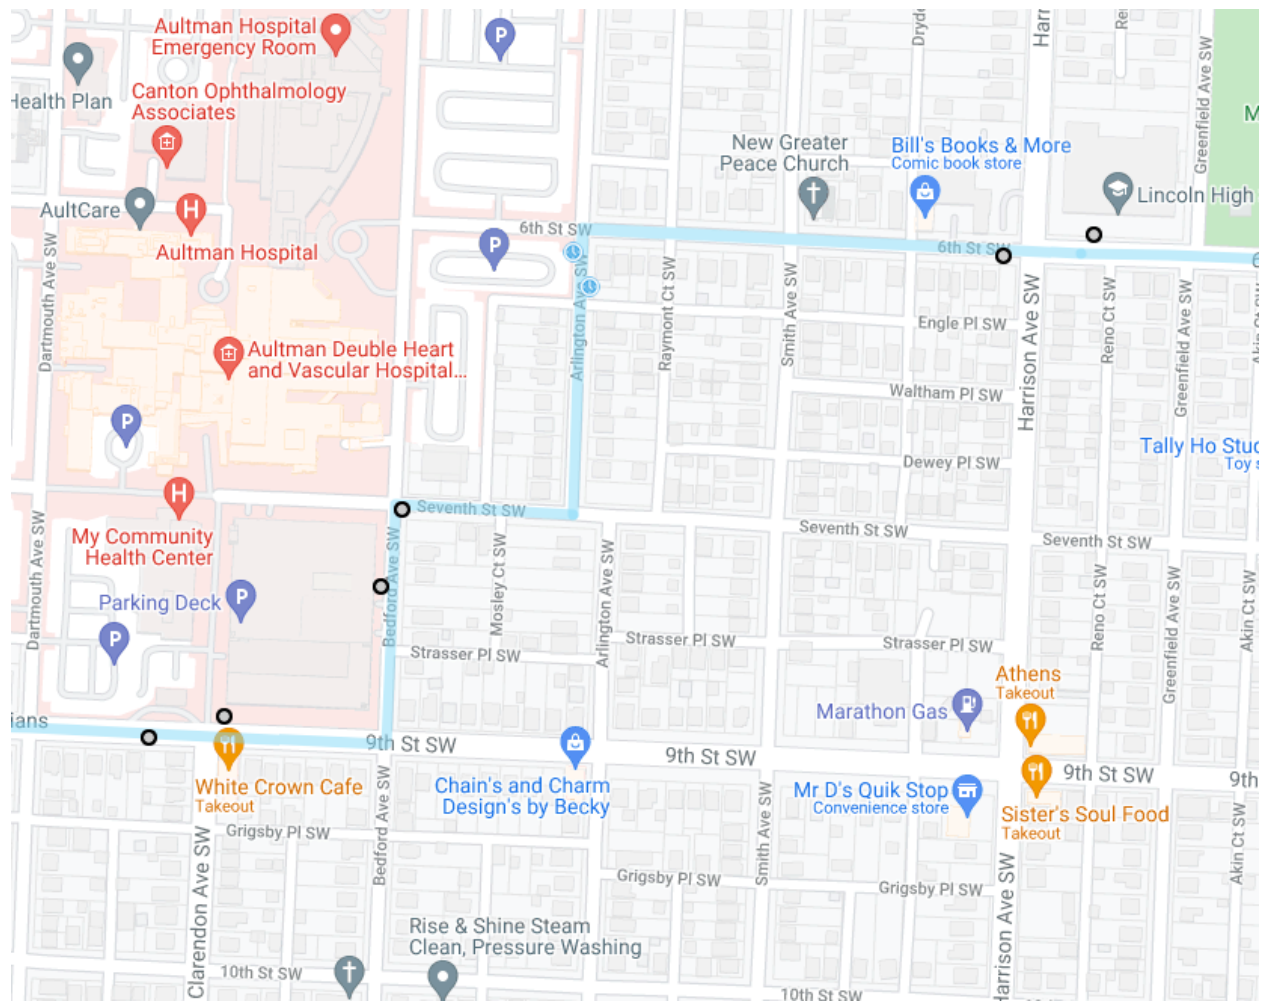 Aultman Hospital
Emergency Room
Health Plan
Canton Ophthalmology
Associates
AultCare
Aultman Hospital
Dartmouth Ave SW
Aultman Deuble Heart
and Vascular Hospital...
My Community
Health Center
Parking Deck
Dartmouth Ave SW
ians
White Crown Cafe
Takeout
Grigsby Pl SW
Clarendon Ave SW
10th St SW
Bedford Ave SW
Bedford Ave SW
9th St SW
Seventh St SW
Mosley Ct SW
Strasser Pl SW
Chain's and Charm
Design's by Becky
Rise & Shine Steam
Clean, Pressure Washing
6th St SW
Arlington Ave SW
Arlington Ave SW
Raymont Ct SW
New Greater
Peace Church
Bill's Books & More
Comic book store
Lincoln High
6th St SW
Smith Ave SW
Engle Pl SW
Waltham Pl SW
Dewey Pl SW
Seventh St SW
Seventh St SW
Strasser Pl SW
Strasser Pl SW
Harrison Ave SW
Reno Ct SW
Greenfield Ave SW
Greenfield Ave SW
Tally Ho Stud
Toy s
Reno Ct SW
Greenfield Ave SW
Akin Ct SW
Athens
Takeout
Marathon Gas
9th St SW
9th St SW
9th
Mr D's Quik Stop
Convenience store
Sister's Soul Food
Takeout
Smith Ave SW
Grigsby Pl SW
Grigsby Pl SW
Harrison Ave SW
Akin Ct SW
10th St SW
Dryd
Harr
Re
M
6
P
P
P
P
P
H
H